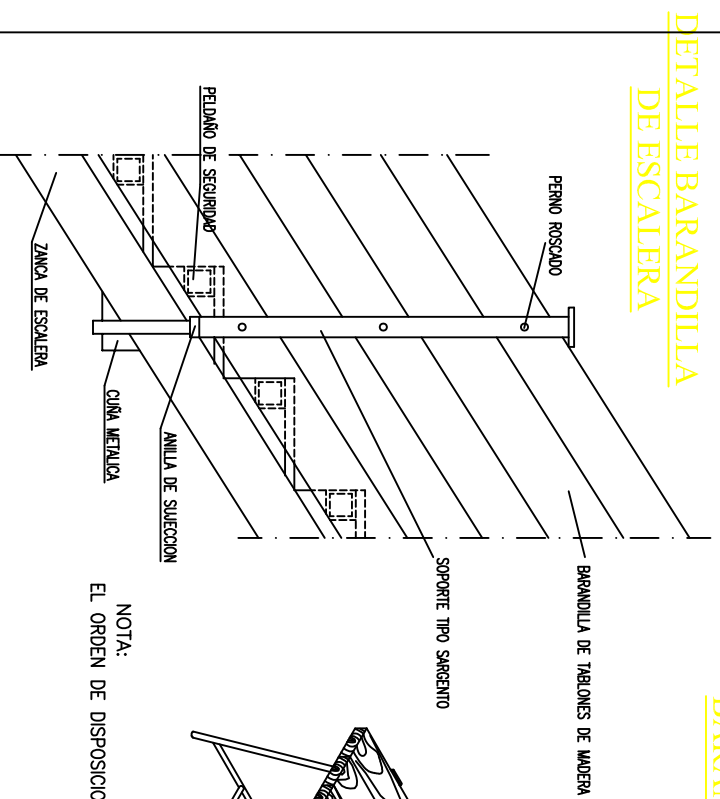 DETALLE BARANDILLA
DE ESCALERA
PERNO ROSCADO
PELDAÑO DE SEGURIDAD
ZANCA DE ESCALERA
CUÑA METALICA
ANILLA DE SUJECCION
SOPORTE TIPO SARGENTO
BARANDILLA DE TABLONES DE MADERA
NOTA:
EL ORDEN DE DISPOSICIO